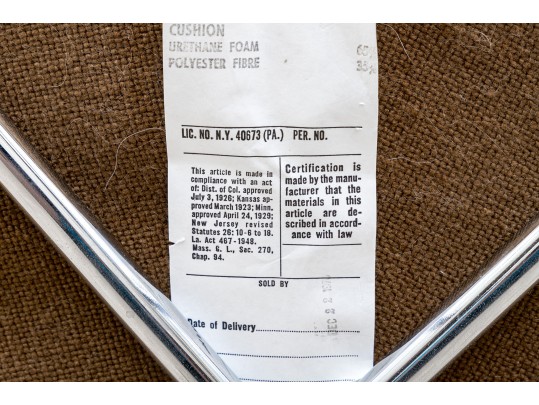 CUSHION
URETHANE FOAM 65%
POLYESTER FIBRE 35%
LIC. NO. N.Y. 40673 (PA.) PER. NO.
This article is made in
compliance with an act
of: Dist. of Col. approved
July 3, 1926; Kansas ap-
proved March 1923; Minn.
approved April 24, 1929;
New Jersey revised
Statutes 26: 10-6 to 18.
La. Act 467-1948.
Mass. G. L., Sec. 270,
Chap. 94.
Certification is
made by the manu-
facturer that the
materials in this
article are de-
scribed in accord-
ance with law
SOLD BY
Date of Delivery